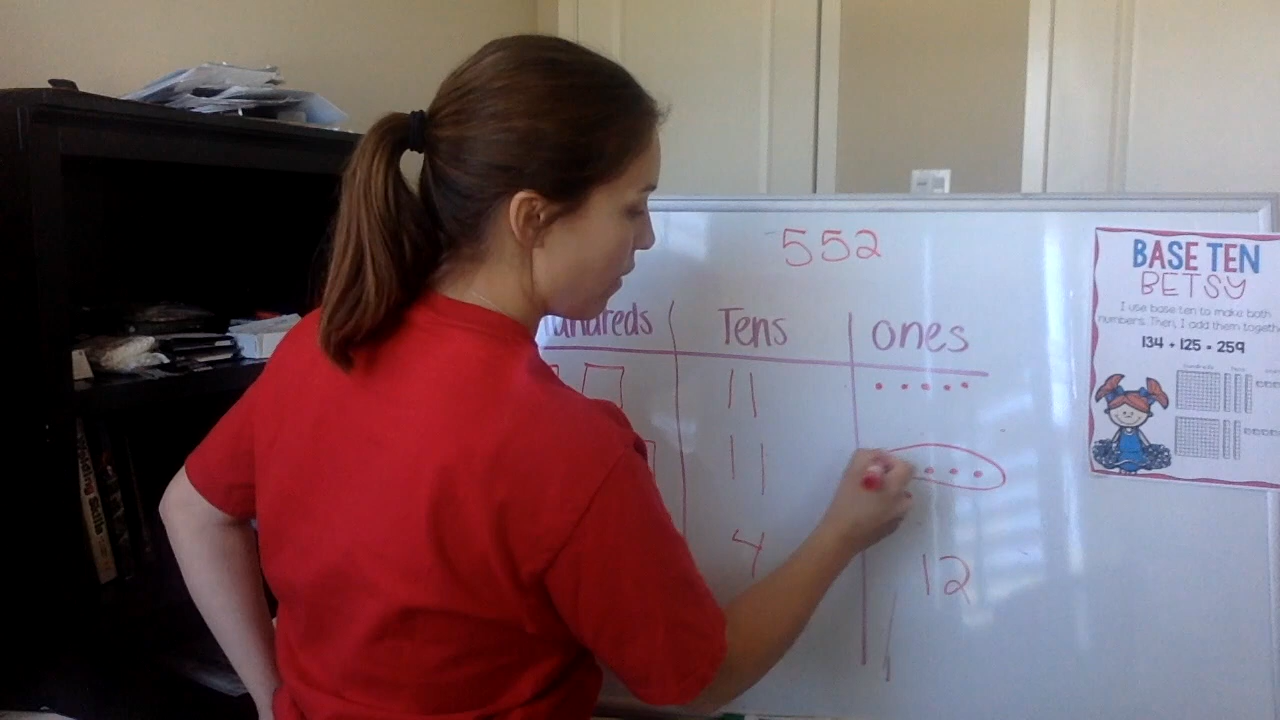 552
Hundreds Tens ones
4 12
BASE TEN
BETSY
I use base ten to make both
numbers. Then, I add them together
134 + 125 = 259